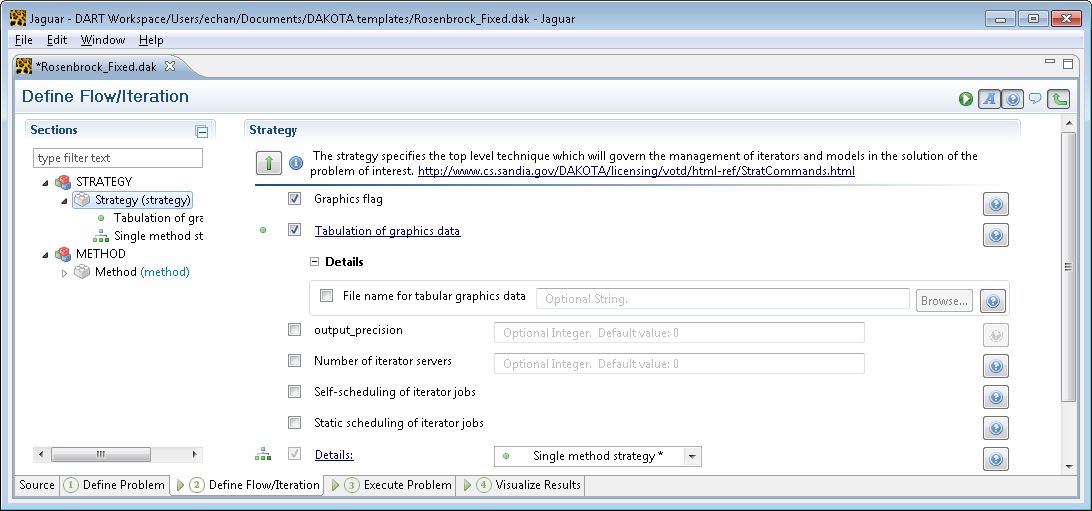 Jaguar - DART Workspace/Users/echan/Documents/DAKOTA templates/Rosenbrock_Fixed.dak - Jaguar
File Edit Window Help
*Rosenbrock_Fixed.dak
Define Flow/Iteration
A
Sections
type filter text
STRATEGY
Strategy (strategy)
Tabulation of gra
Single method st
METHOD
Method (method)
Strategy
The strategy specifies the top level technique which will govern the management of iterators and models in the solution of the
problem of interest. http://www.cs.sandia.gov/DAKOTA/licensing/votd/html-ref/StratCommands.html
Graphics flag
Tabulation of graphics data
Details
File name for tabular graphics data Optional String. Browse...
output_precision Optional Integer. Default value: 0
Number of iterator servers Optional Integer. Default value: 0
Self-scheduling of iterator jobs
Static scheduling of iterator jobs
Details: Single method strategy *
Source 1 Define Problem 2 Define Flow/Iteration 3 Execute Problem 4 Visualize Results